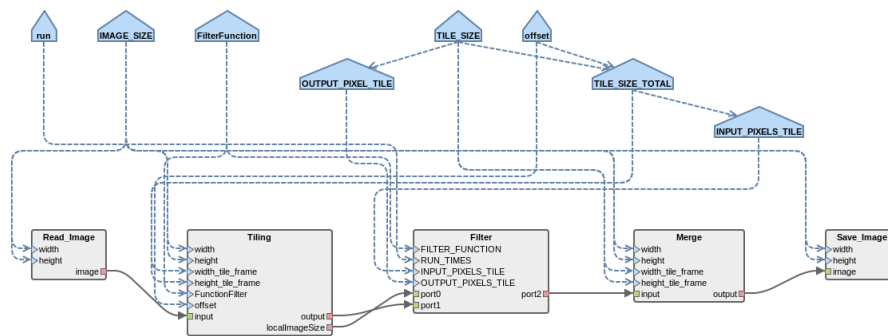 run
IMAGE_SIZE
FilterFunction
TILE_SIZE
offset
OUTPUT_PIXEL_TILE
TILE_SIZE_TOTAL
INPUT_PIXELS_TILE
Read_Image
width
height
image
Tiling
width
height
width_tile_frame
height_tile_frame
FunctionFilter
offset
input
output
localImageSize
Filter
FILTER_FUNCTION
RUN_TIMES
INPUT_PIXELS_TILE
OUTPUT_PIXELS_TILE
port0
port1
port2
Merge
width
height
width_tile_frame
height_tile_frame
input
output
Save_Image
width
height
image